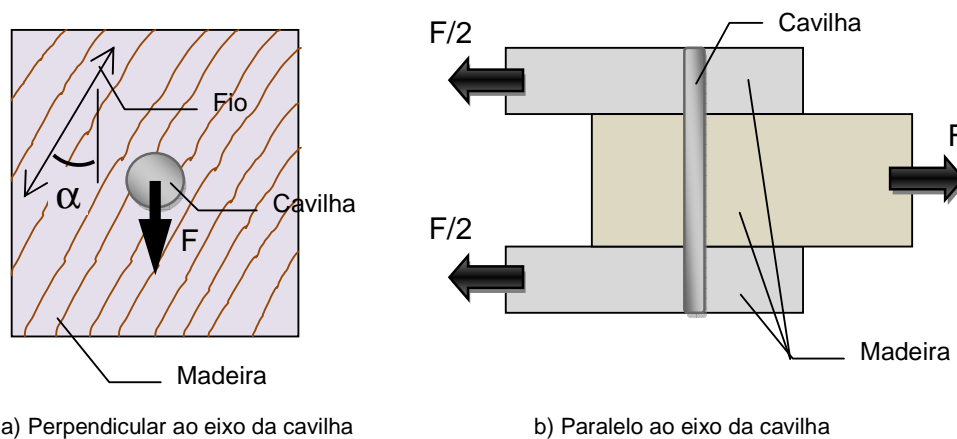 Fio
α
Cavilha
F
Madeira
a) Perpendicular ao eixo da cavilha
Cavilha
F/2
F
F/2
Madeira
b) Paralelo ao eixo da cavilha